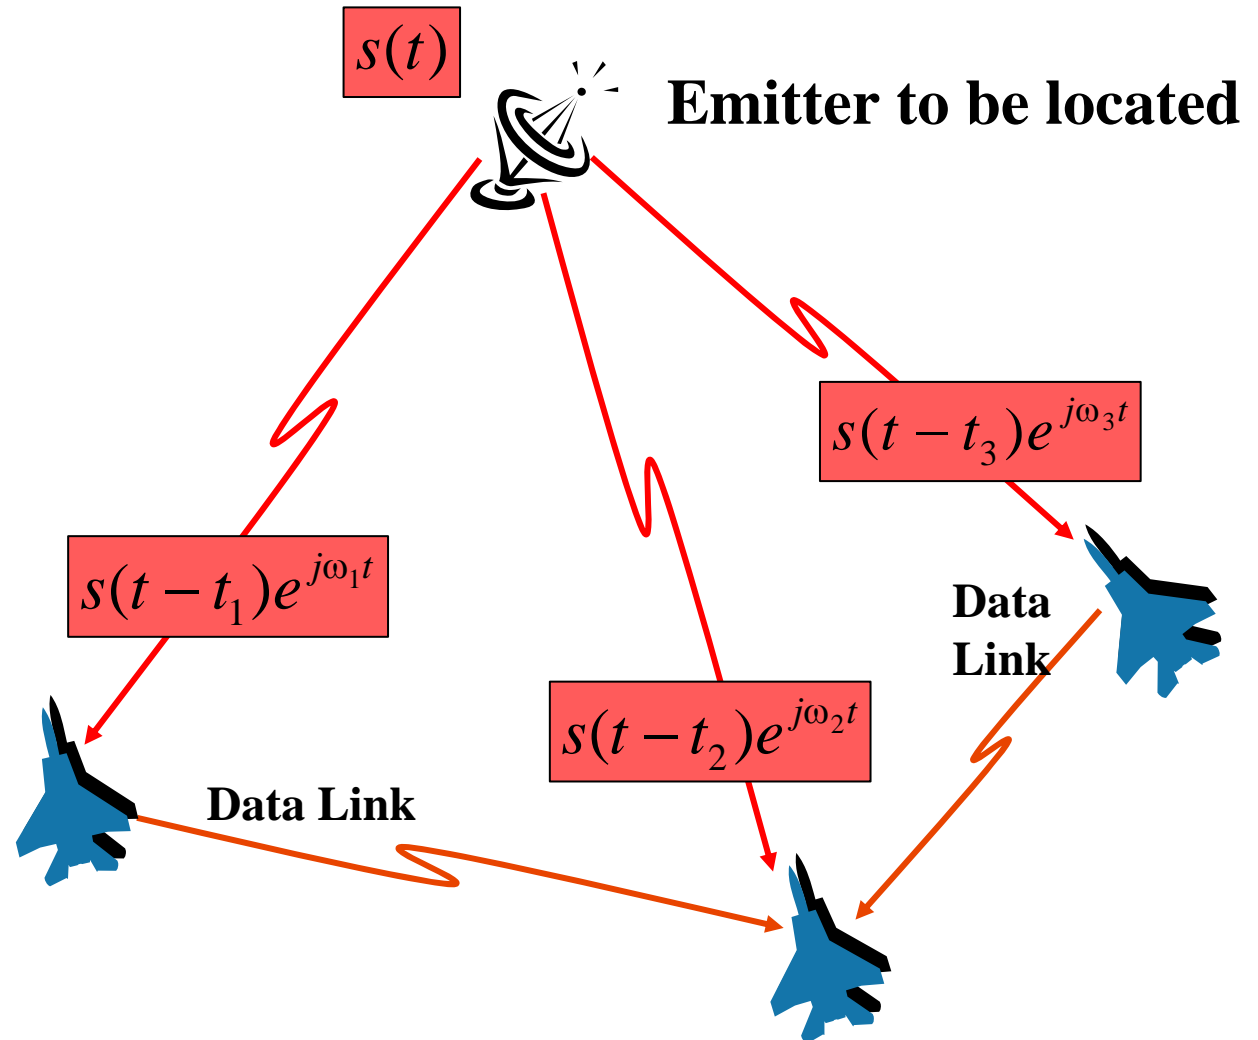 s(t)
Emitter to be located
s(t − t₃)e^{jω₃t}
s(t − t₁)e^{jω₁t}
Data
Link
s(t − t₂)e^{jω₂t}
Data Link